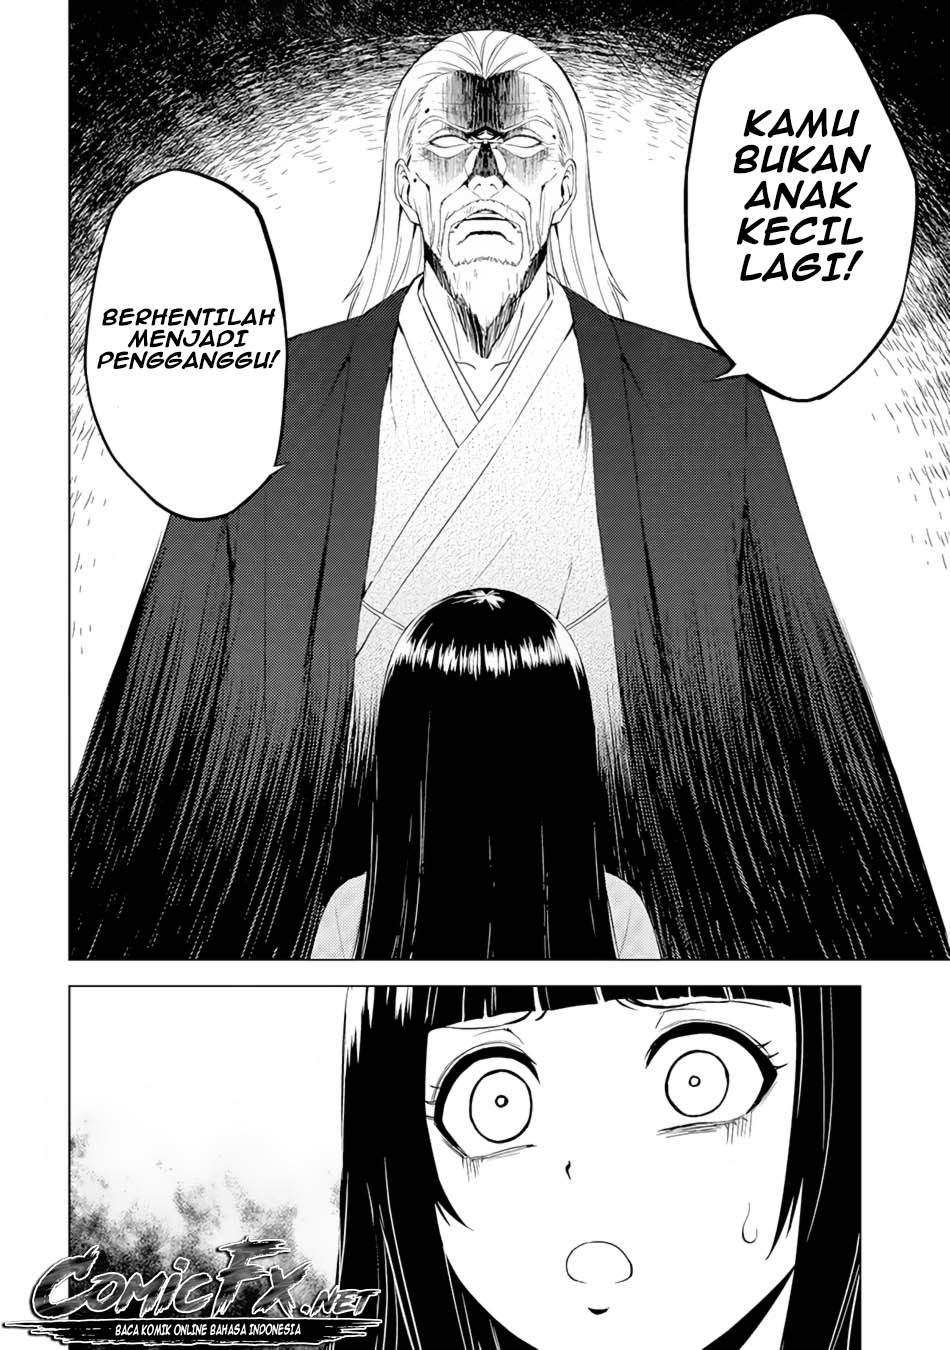 KAMU
BUKAN
ANAK
KECIL
LAGI!
BERHENTILAH
MENJADI
PENGGANGGU!
COMICFX.NET
BACA KOMIK ONLINE BAHASA INDONESIA